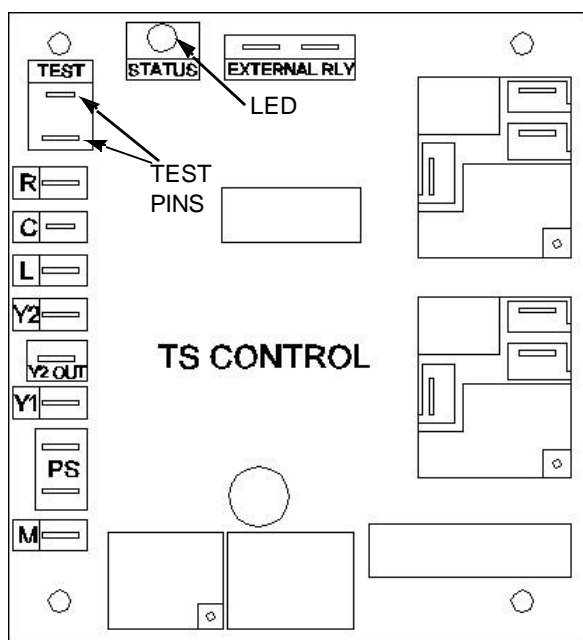 TEST
STATUS
EXTERNAL RLY
LED
TEST
PINS
R
C
L
Y2
Y2 OUT
TS CONTROL
Y1
PS
M